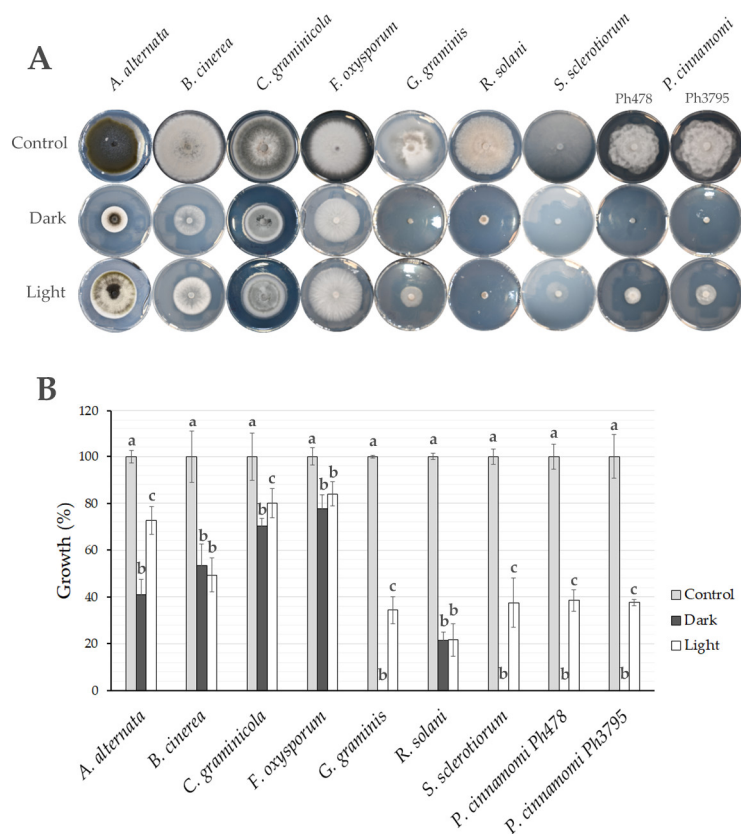 A
A. alternata
B. cinerea
C. graminicola
F. oxysporum
G. graminis
R. solani
S. sclerotiorum
P. cinnamomi
Ph478
Ph3795
Control
Dark
Light
B
120
100
80
60
40
20
0
Growth (%)
a
b
c
a
b
b
a
b
c
a
b
b
a
b
c
a
b
b
a
b
c
a
b
c
a
b
c
Control
Dark
Light
A. alternata
B. cinerea
C. graminicola
F. oxysporum
G. graminis
R. solani
S. sclerotiorum
P. cinnamomi Ph478
P. cinnamomi Ph3795